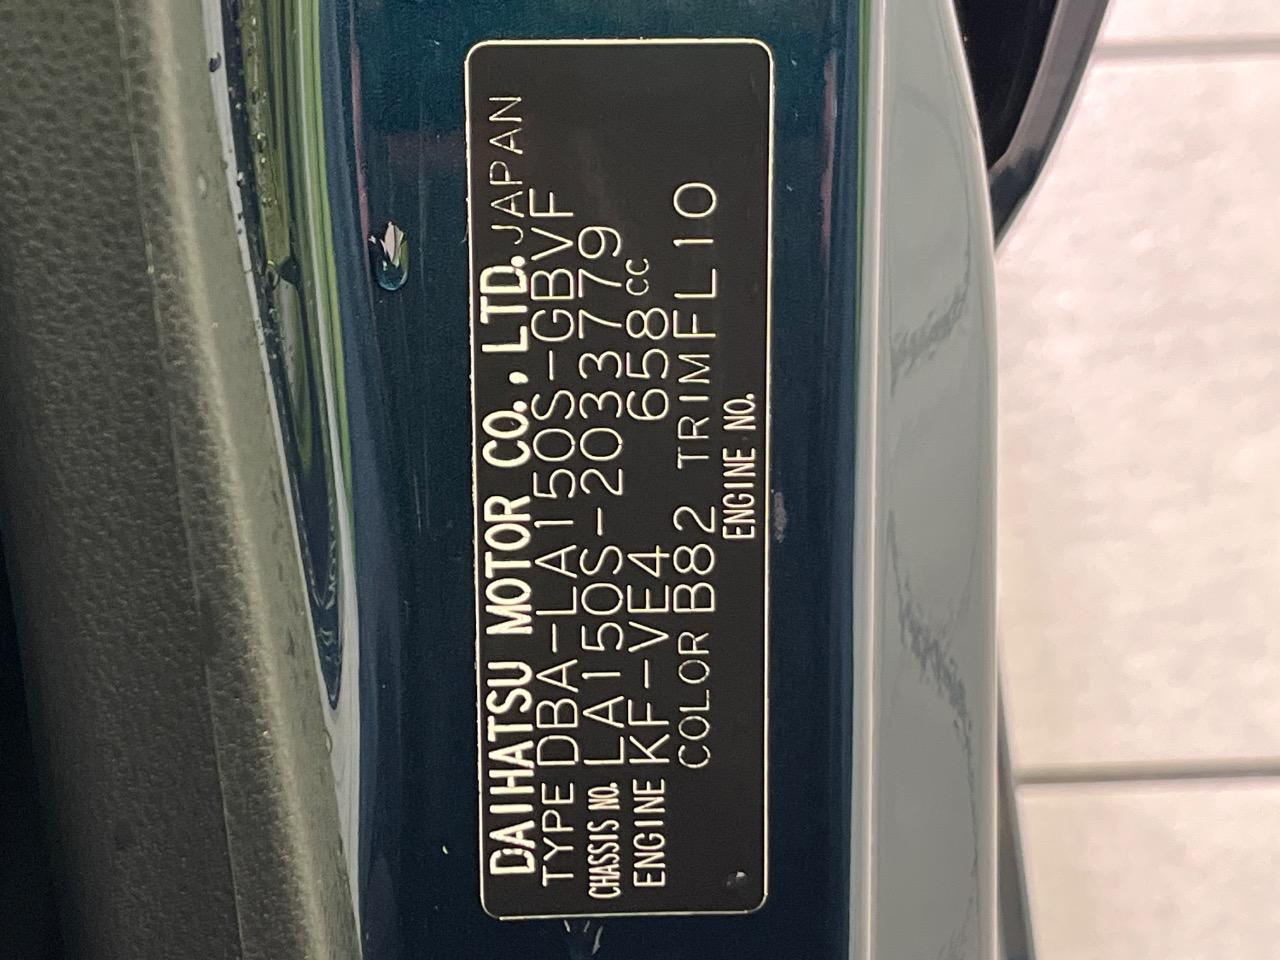 DAIHATSU MOTOR CO., LTD. JAPAN
TYPE DBA-LA150S-GBVF
CHASSIS NO. LA150S-2033779
ENGINE KF-VE4 658cc
COLOR B82 TRIM FL10
ENGINE NO.